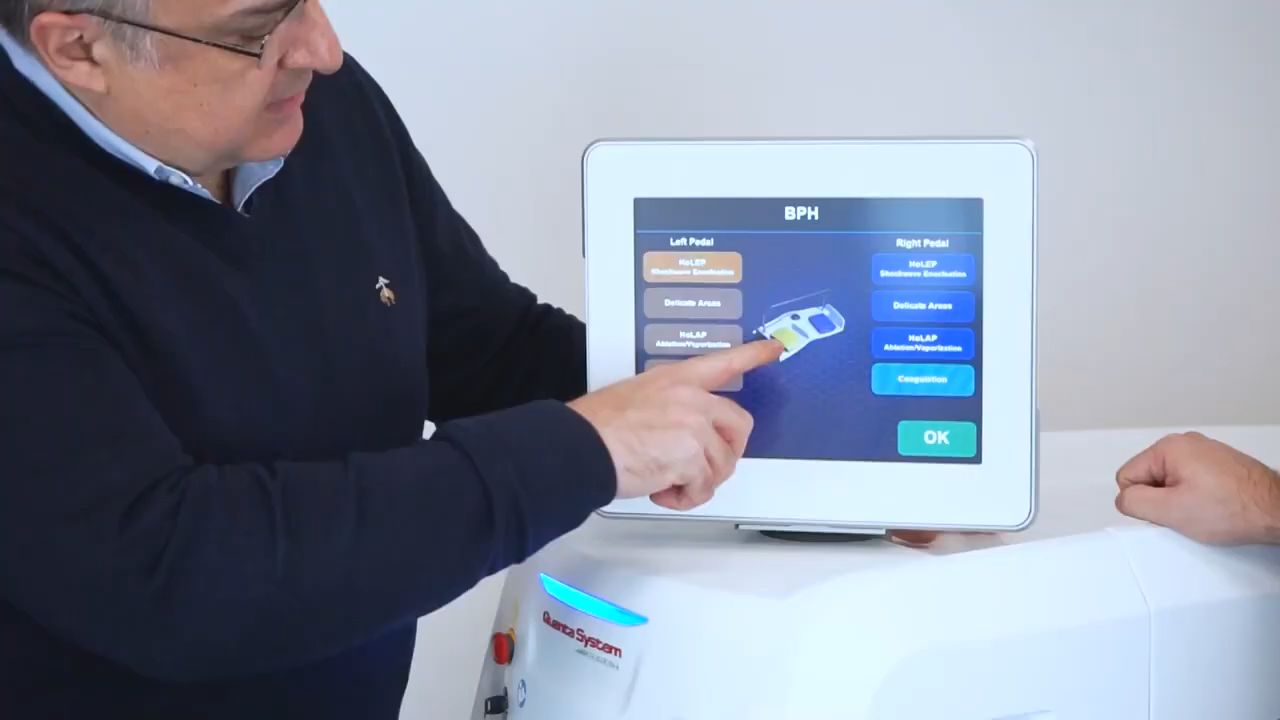 BPH
Left Pedal
Right Pedal
HoLEP
Shockwave Enucleation
HoLEP
Shockwave Enucleation
Delicate Areas
Delicate Areas
HoLAP
Ablation/Vaporization
HoLAP
Ablation/Vaporization
Coagulation
OK
Quanta System